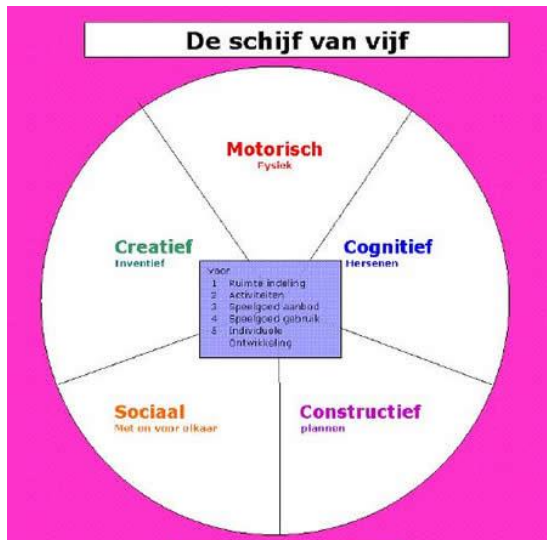 De schijf van vijf
Motorisch
Fysiek
Creatief
Inventief
Cognitief
Hersenen
voor
1 Ruimte indeling
2 Activiteiten
3 Speelgoed aanbod
4 Speelgoed gebruik
5 Individuele
Ontwikkeling
Sociaal
Met en voor elkaar
Constructief
plannen